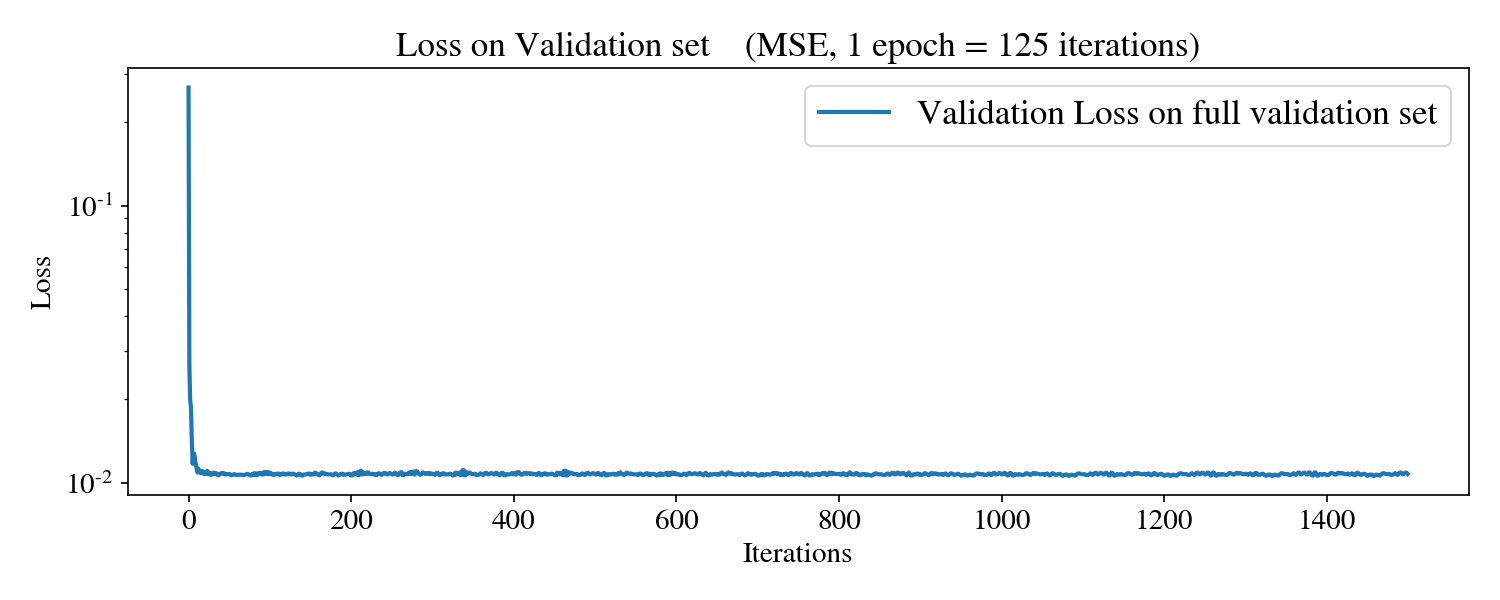 Loss on Validation set (MSE, 1 epoch = 125 iterations)
Validation Loss on full validation set
Loss
10⁻¹
10⁻²
0 200 400 600 800 1000 1200 1400
Iterations